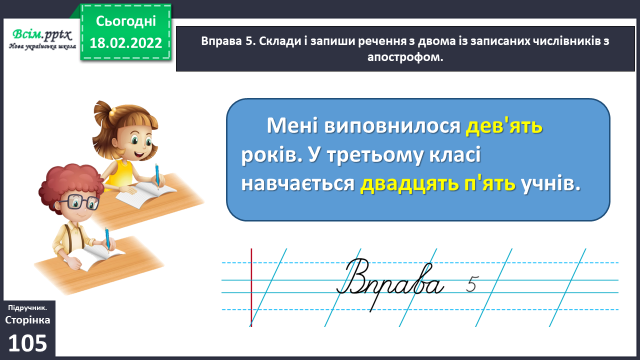 Всім.pptx
Нова українська школа
Сьогодні
18.02.2022
Вправа 5. Склади і запиши речення з двома із записаних числівників з
апострофом.
Мені виповнилося дев'ять
років. У третьому класі
навчається двадцять п'ять учнів.
Вправа 5
Підручник.
Сторінка
105